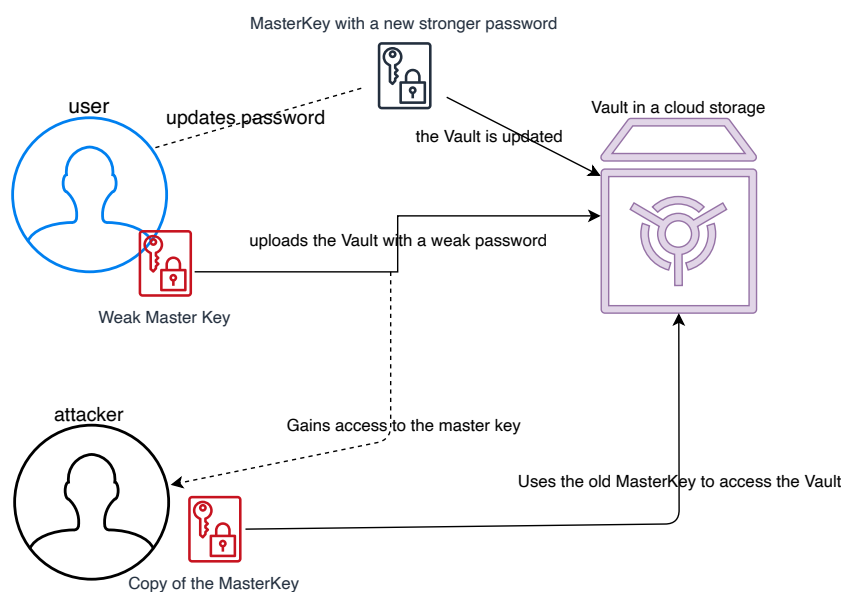 MasterKey with a new stronger password
user
updates password
Vault in a cloud storage
the Vault is updated
uploads the Vault with a weak password
Weak Master Key
attacker
Gains access to the master key
Uses the old MasterKey to access the Vault
Copy of the MasterKey